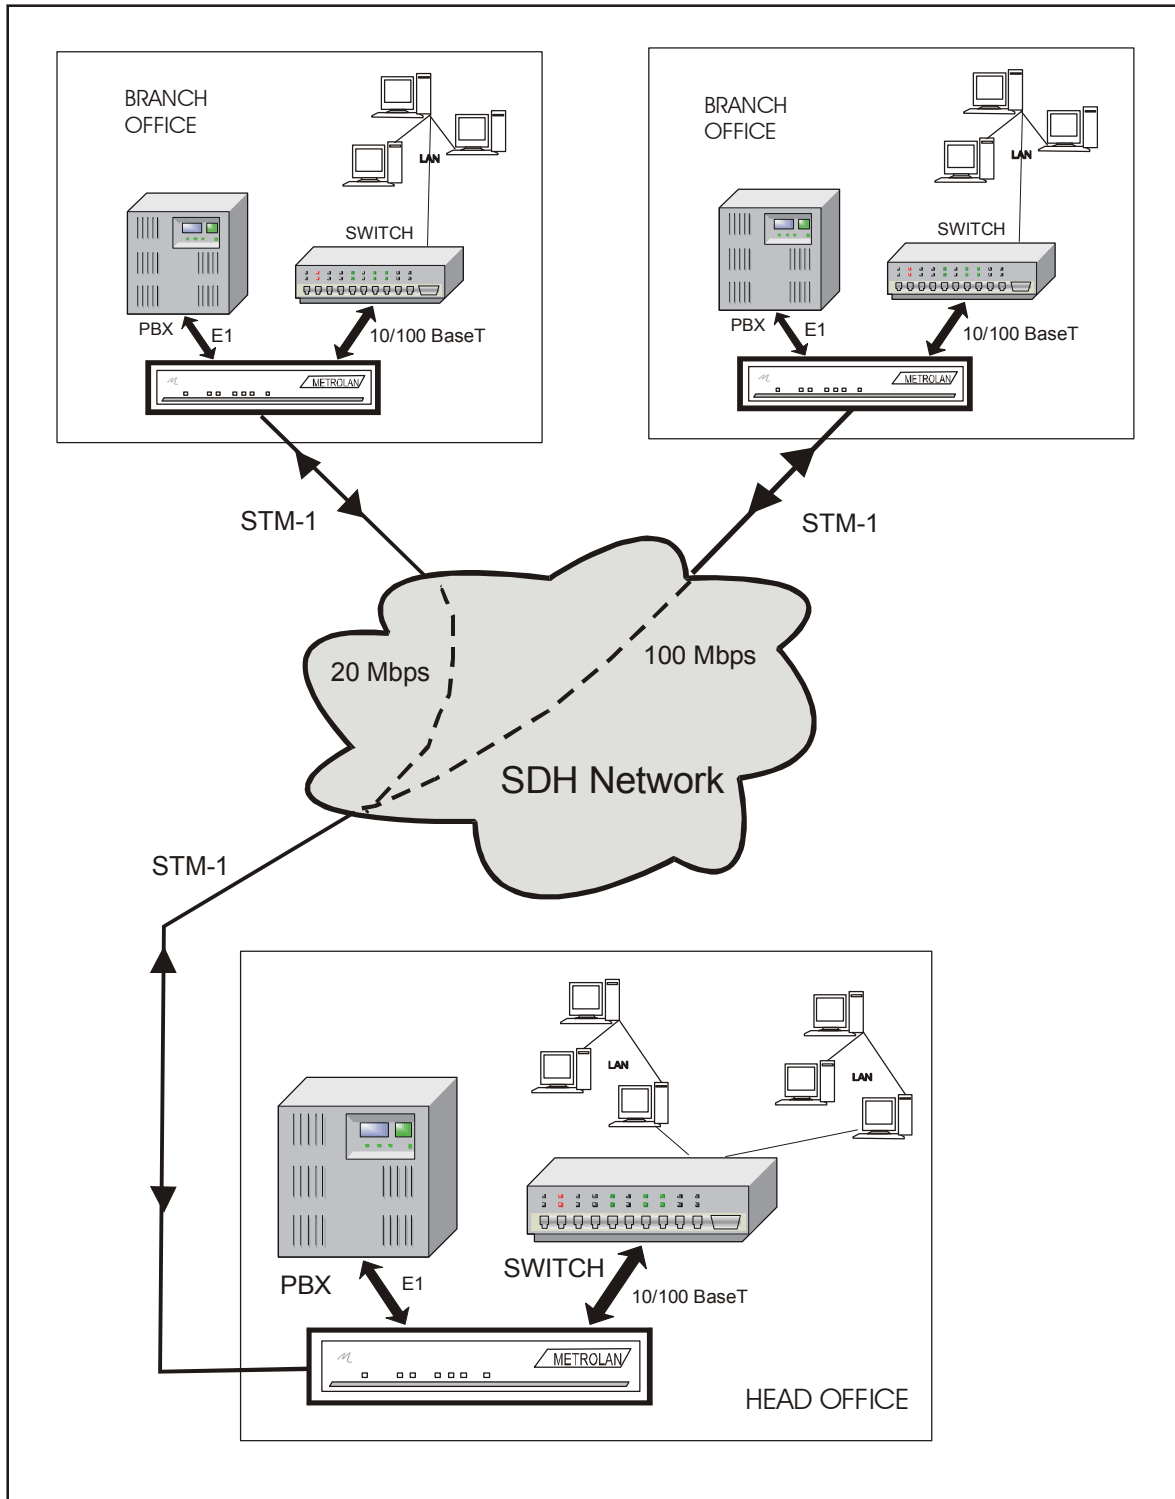 BRANCH
OFFICE
LAN
SWITCH
PBX
E1
10/100 BaseT
METROLAN
BRANCH
OFFICE
LAN
SWITCH
PBX
E1
10/100 BaseT
METROLAN
STM-1
STM-1
20 Mbps
100 Mbps
SDH Network
STM-1
LAN
LAN
PBX
E1
SWITCH
10/100 BaseT
METROLAN
HEAD OFFICE